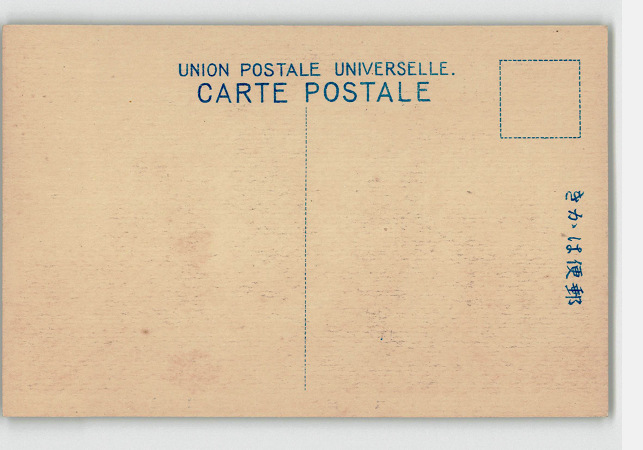 UNION POSTALE UNIVERSELLE.
CARTE POSTALE
郵便はかき